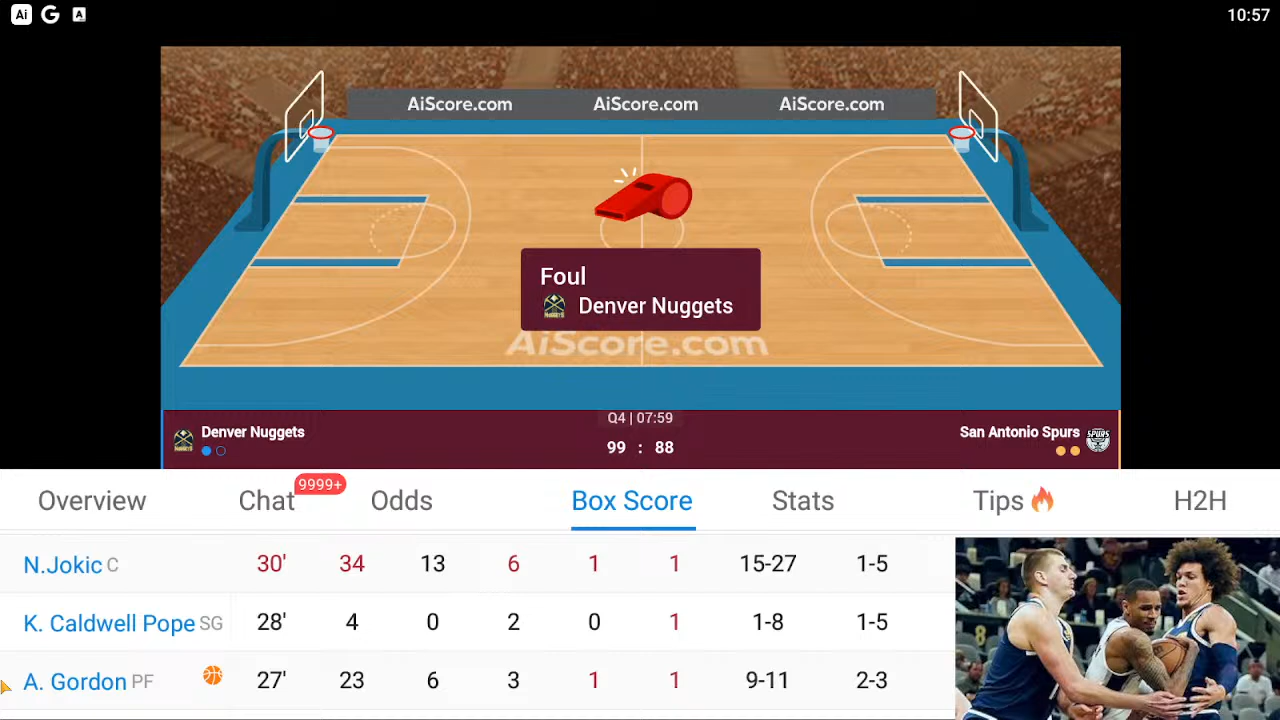 Ai G A 10:57
AiScore.com AiScore.com AiScore.com
Foul
Denver Nuggets
AiScore.com
Q4 | 07:59
Denver Nuggets San Antonio Spurs
99 : 88
SPURS
Overview Chat 9999+ Odds Box Score Stats Tips H2H
N.Jokic C 30' 34 13 6 1 1 15-27 1-5
K. Caldwell Pope SG 28' 4 0 2 0 1 1-8 1-5
A. Gordon PF 27' 23 6 3 1 1 9-11 2-3